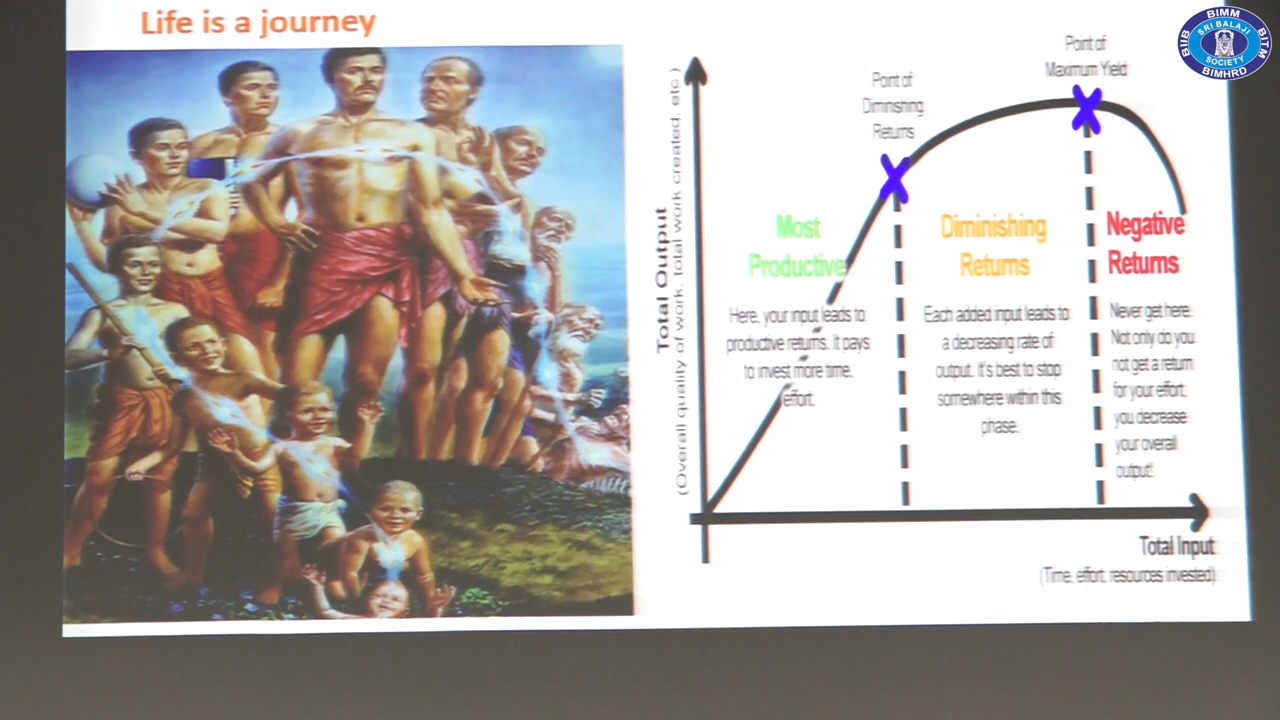 Life is a journey
BIMM
SRI BALAJI
SOCIETY
BIIB
BITM
BIMHRD
Point of
Maximum Yield
Point of
Diminishing
Returns
Total Output
(Overall quality of work, total work created, etc.)
Most
Productive
Here, your input leads to
productive returns. It pays
to invest more time,
effort.
Diminishing
Returns
Each added input leads to
a decreasing rate of
output. It's best to stop
somewhere within this
phase.
Negative
Returns
Never get here.
Not only do you
not get a return
for your effort,
you decrease
your overall
output!
Total Input
(Time, effort, resources invested)